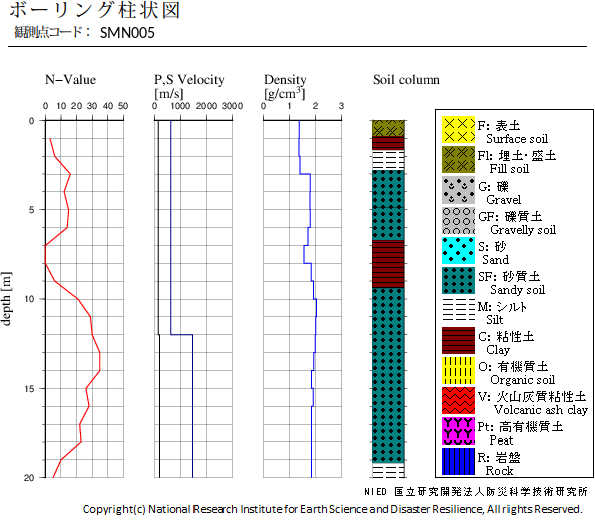 ボーリング柱状図
観測点コード： SMN005
N−Value
P,S Velocity
[m/s]
Density
[g/cm3]
Soil column
0 10 20 30 40 50
0 1000 2000 3000
0 1 2 3
depth [m]
0
5
10
15
20
F: 表土
Surface soil
Fl: 埋土・盛土
Fill soil
G: 礫
Gravel
GF: 礫質土
Gravelly soil
S: 砂
Sand
SF: 砂質土
Sandy soil
M: シルト
Silt
C: 粘性土
Clay
O: 有機質土
Organic soil
V: 火山灰質粘性土
Volcanic ash clay
Pt: 高有機質土
Peat
R: 岩盤
Rock
NIED 国立研究開発法人防災科学技術研究所
Copyright(c) National Research Institute for Earth Science and Disaster Resilience, All rights Reserved.